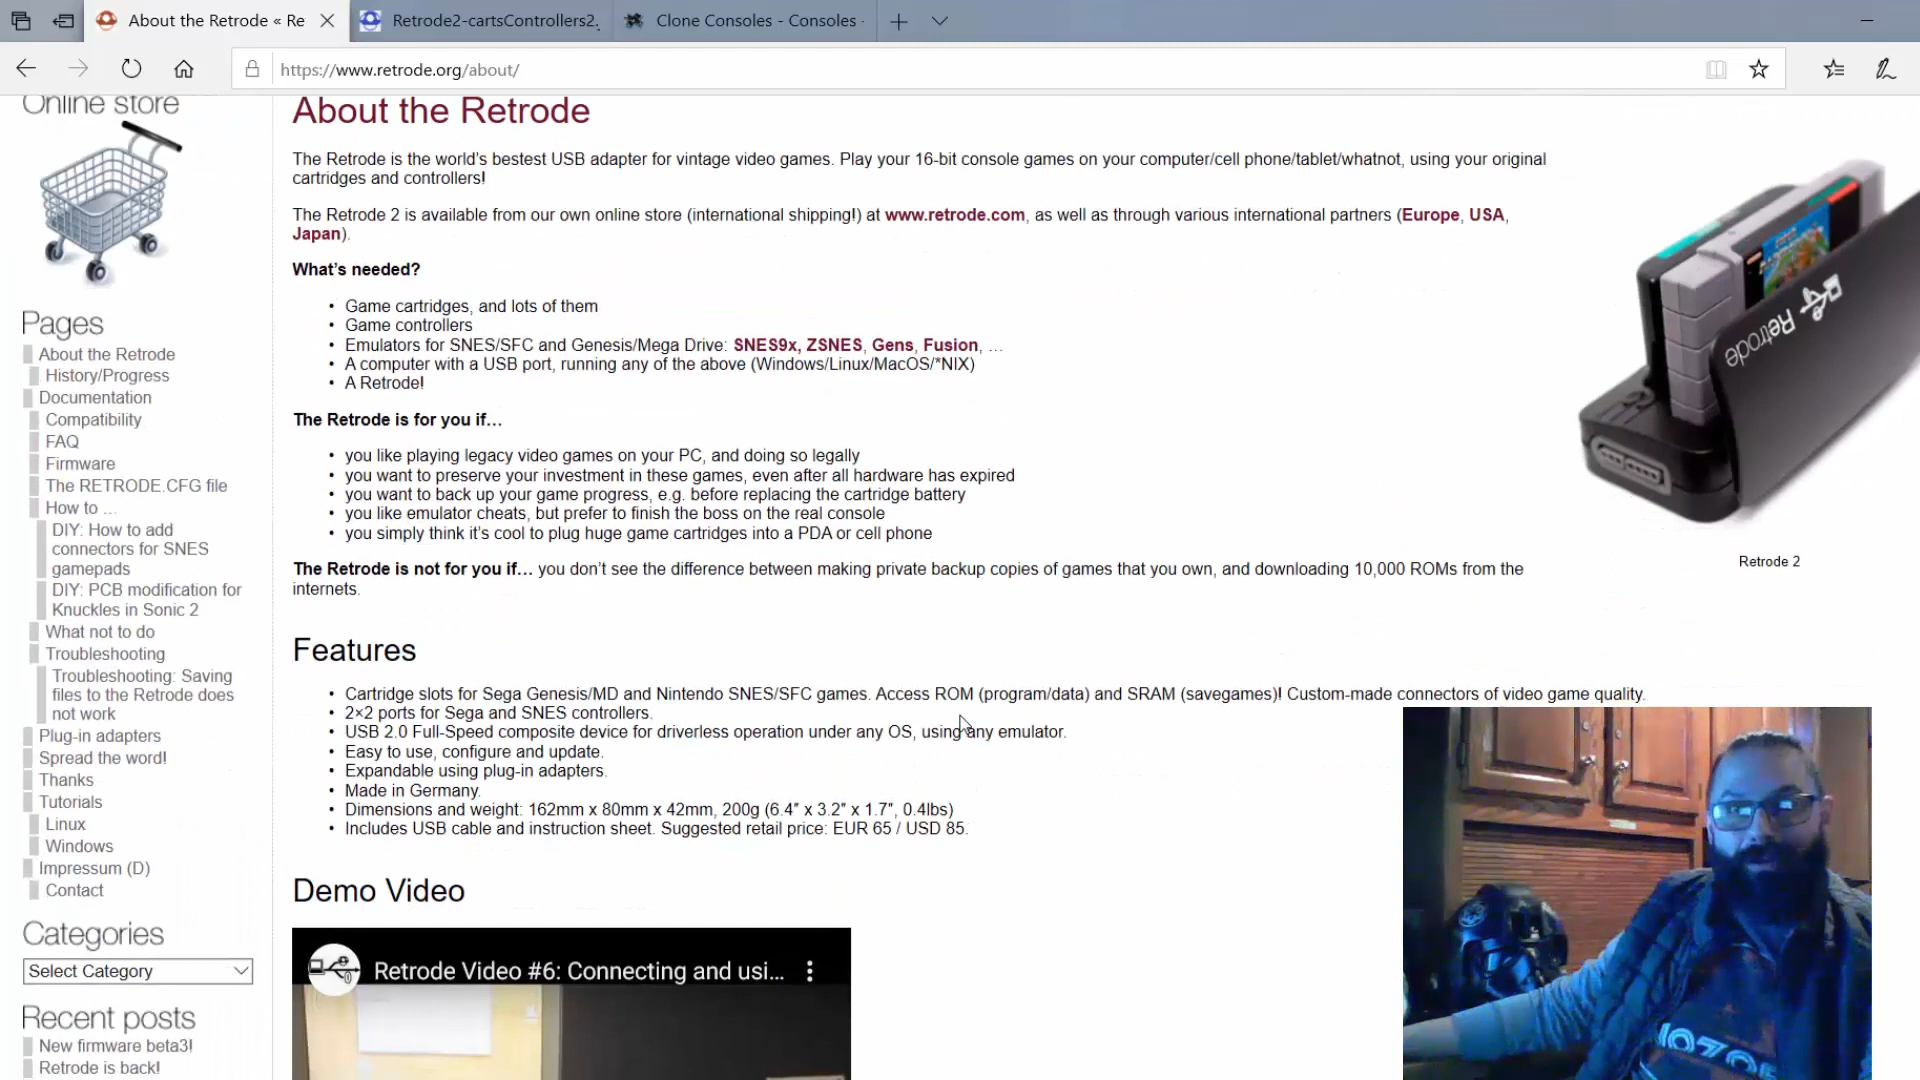 About the Retrode « Re
Retrode2-cartsControllers2.
Clone Consoles - Consoles -
https://www.retrode.org/about/
Online store
Pages
About the Retrode
History/Progress
Documentation
Compatibility
FAQ
Firmware
The RETRODE.CFG file
How to ...
DIY: How to add
connectors for SNES
gamepads
DIY: PCB modification for
Knuckles in Sonic 2
What not to do
Troubleshooting
Troubleshooting: Saving
files to the Retrode does
not work
Plug-in adapters
Spread the word!
Thanks
Tutorials
Linux
Windows
Impressum (D)
Contact
Categories
Select Category
Recent posts
New firmware beta3!
Retrode is back!
About the Retrode
The Retrode is the world's bestest USB adapter for vintage video games. Play your 16-bit console games on your computer/cell phone/tablet/whatnot, using your original
cartridges and controllers!
The Retrode 2 is available from our own online store (international shipping!) at www.retrode.com, as well as through various international partners (Europe, USA,
Japan).
What's needed?
• Game cartridges, and lots of them
• Game controllers
• Emulators for SNES/SFC and Genesis/Mega Drive: SNES9x, ZSNES, Gens, Fusion, …
• A computer with a USB port, running any of the above (Windows/Linux/MacOS/*NIX)
• A Retrode!
The Retrode is for you if…
• you like playing legacy video games on your PC, and doing so legally
• you want to preserve your investment in these games, even after all hardware has expired
• you want to back up your game progress, e.g. before replacing the cartridge battery
• you like emulator cheats, but prefer to finish the boss on the real console
• you simply think it's cool to plug huge game cartridges into a PDA or cell phone
The Retrode is not for you if… you don't see the difference between making private backup copies of games that you own, and downloading 10,000 ROMs from the
internets.
Features
• Cartridge slots for Sega Genesis/MD and Nintendo SNES/SFC games. Access ROM (program/data) and SRAM (savegames)! Custom-made connectors of video game quality.
• 2×2 ports for Sega and SNES controllers.
• USB 2.0 Full-Speed composite device for driverless operation under any OS, using any emulator.
• Easy to use, configure and update.
• Expandable using plug-in adapters.
• Made in Germany.
• Dimensions and weight: 162mm x 80mm x 42mm, 200g (6.4″ x 3.2″ x 1.7″, 0.4lbs)
• Includes USB cable and instruction sheet. Suggested retail price: EUR 65 / USD 85.
Demo Video
Retrode Video #6: Connecting and usi...
Retrode
Retrode 2